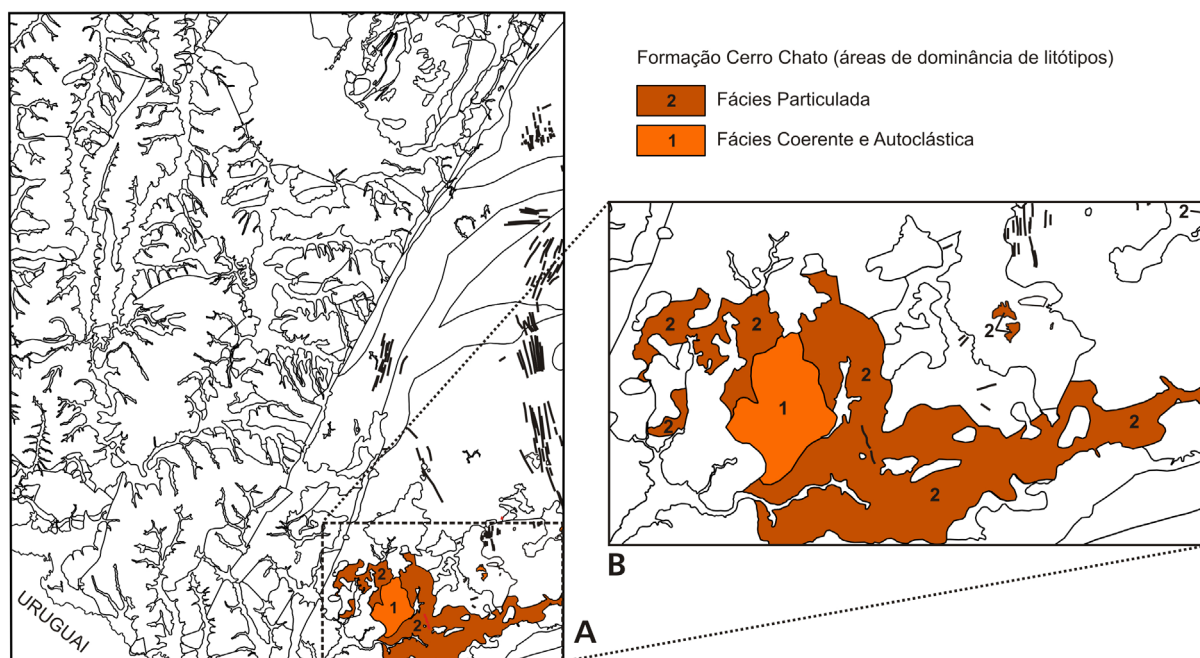 Formação Cerro Chato (áreas de dominância de litótipos)
2 Fácies Particulada
1 Fácies Coerente e Autoclástica
2
2
2
2
2
1
2
2
2
B
2
1
2
A
URUGUAI